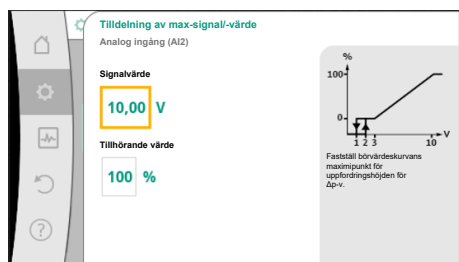 Tilldelning av max-signal/-värde
Analog ingång (AI2)
Signalvärde
10,00 V
Tillhörande värde
100 %
%
100
0
1 2 3 10 V
Fastställ börvärdeskurvans
maximipunkt för
uppfordringshöjden för
Δp-v.
?